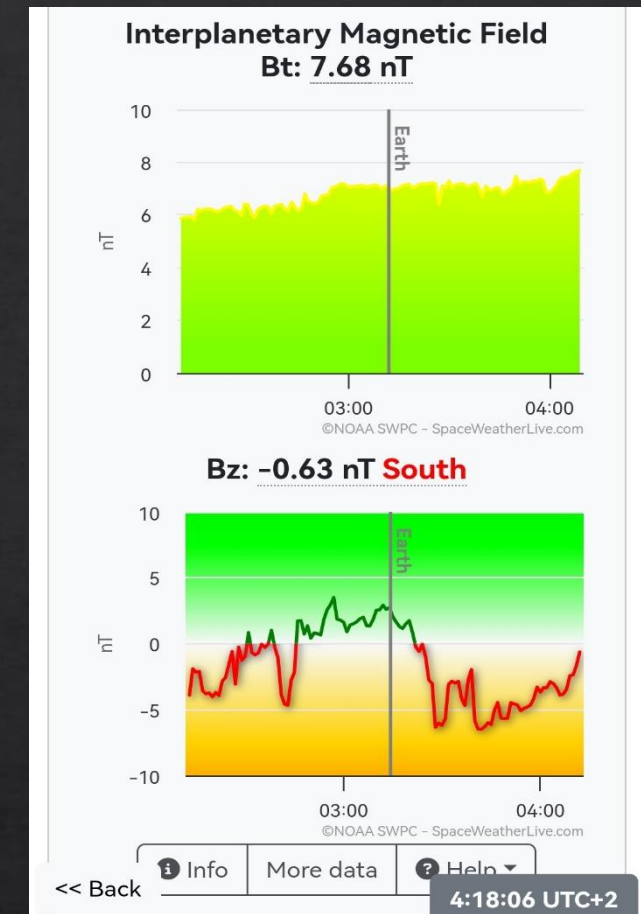 Interplanetary Magnetic Field
Bt: 7.68 nT
10
8
6
4
2
0
nT
Earth
03:00
04:00
©NOAA SWPC - SpaceWeatherLive.com
Bz: -0.63 nT South
10
5
0
-5
-10
nT
Earth
03:00
04:00
©NOAA SWPC - SpaceWeatherLive.com
Info
More data
Help
<< Back
4:18:06 UTC+2